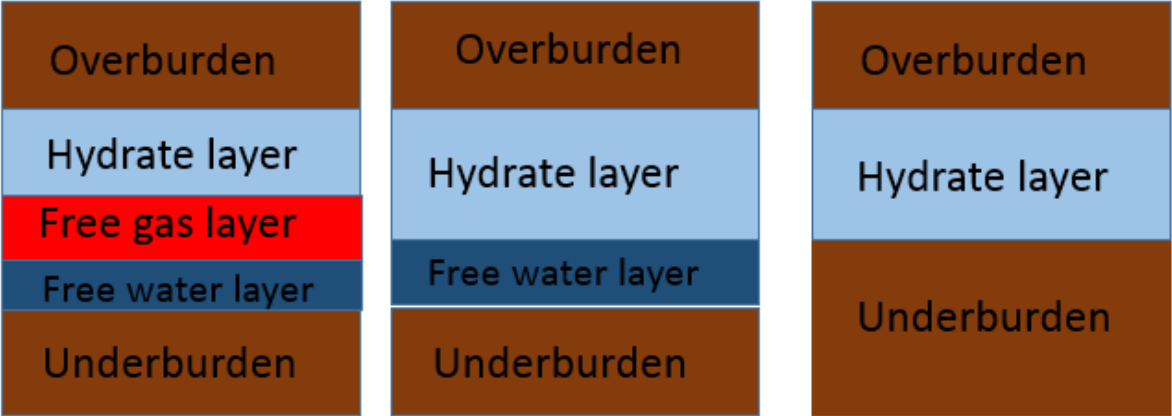 Overburden
Hydrate layer
Free gas layer
Free water layer
Underburden
Overburden
Hydrate layer
Free water layer
Underburden
Overburden
Hydrate layer
Underburden